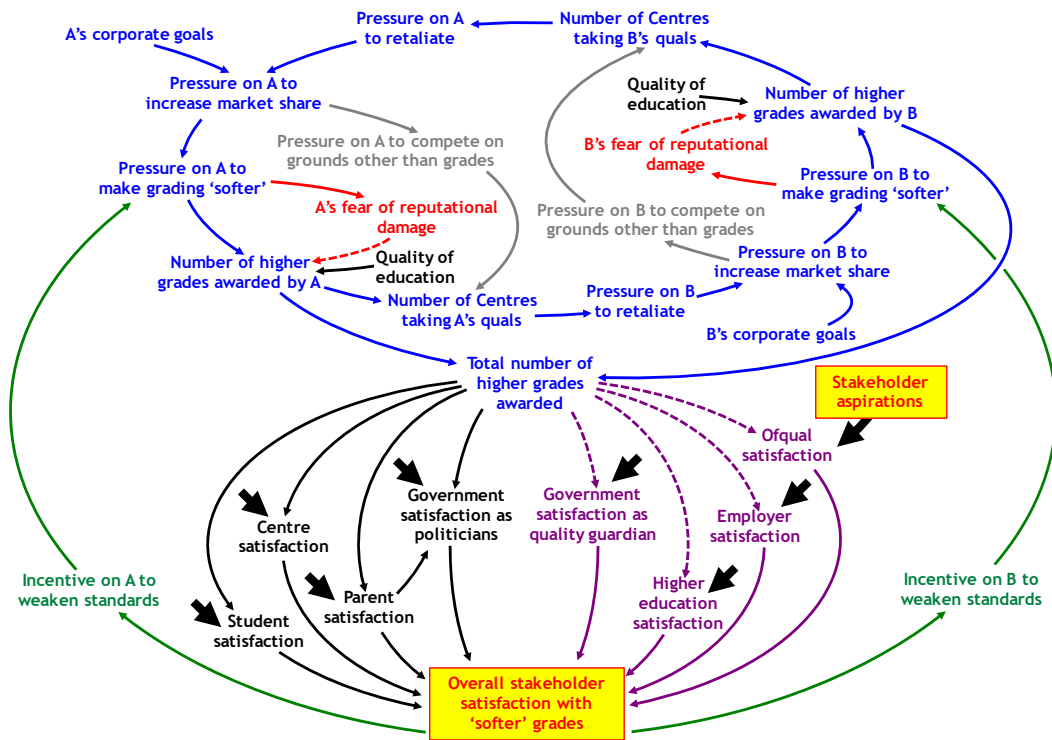 A's corporate goals
Pressure on A
to retaliate
Number of Centres
taking B's quals
Pressure on A to
increase market share
Quality of
education
Number of higher
grades awarded by B
Pressure on A to compete on
grounds other than grades
B's fear of reputational
damage
Pressure on A to
make grading 'softer'
Pressure on B to
make grading 'softer'
A's fear of reputational
damage
Pressure on B to compete on
grounds other than grades
Number of higher
grades awarded by A
Quality of
education
Pressure on B to
increase market share
Number of Centres
taking A's quals
Pressure on B
to retaliate
B's corporate goals
Total number of
higher grades
awarded
Stakeholder
aspirations
Ofqual
satisfaction
Government
satisfaction as
politicians
Government
satisfaction as
quality guardian
Centre
satisfaction
Employer
satisfaction
Incentive on A to
weaken standards
Parent
satisfaction
Higher
education
satisfaction
Incentive on B to
weaken standards
Student
satisfaction
Overall stakeholder
satisfaction with
'softer' grades